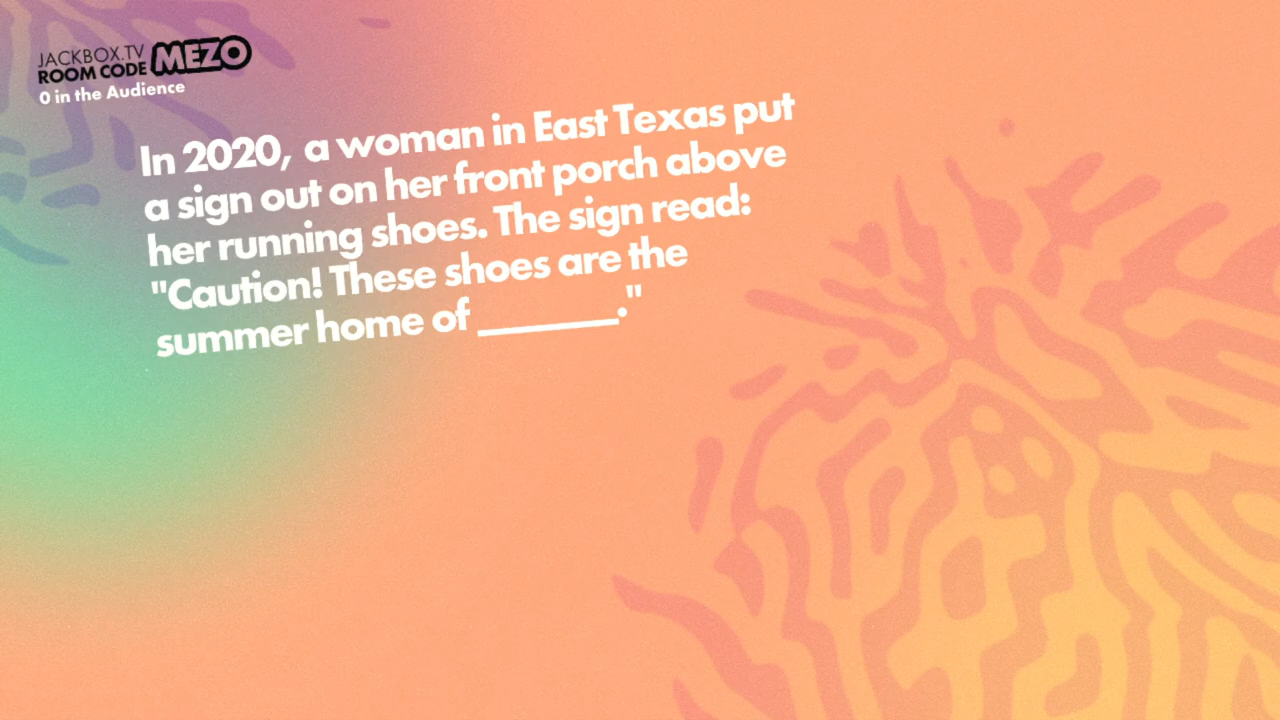 JACKBOX.TV
ROOM CODE MEZO
0 in the Audience
In 2020, a woman in East Texas put
a sign out on her front porch above
her running shoes. The sign read:
"Caution! These shoes are the
summer home of ________."